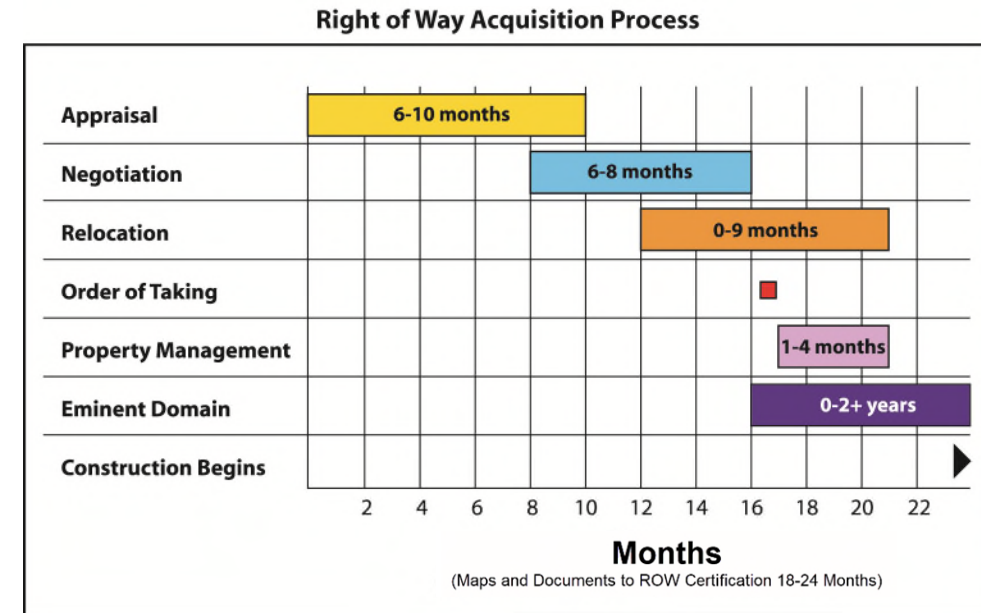 Right of Way Acquisition Process
Appraisal
6-10 months
Negotiation
6-8 months
Relocation
0-9 months
Order of Taking
Property Management
1-4 months
Eminent Domain
0-2+ years
Construction Begins
2 4 6 8 10 12 14 16 18 20 22
Months
(Maps and Documents to ROW Certification 18-24 Months)